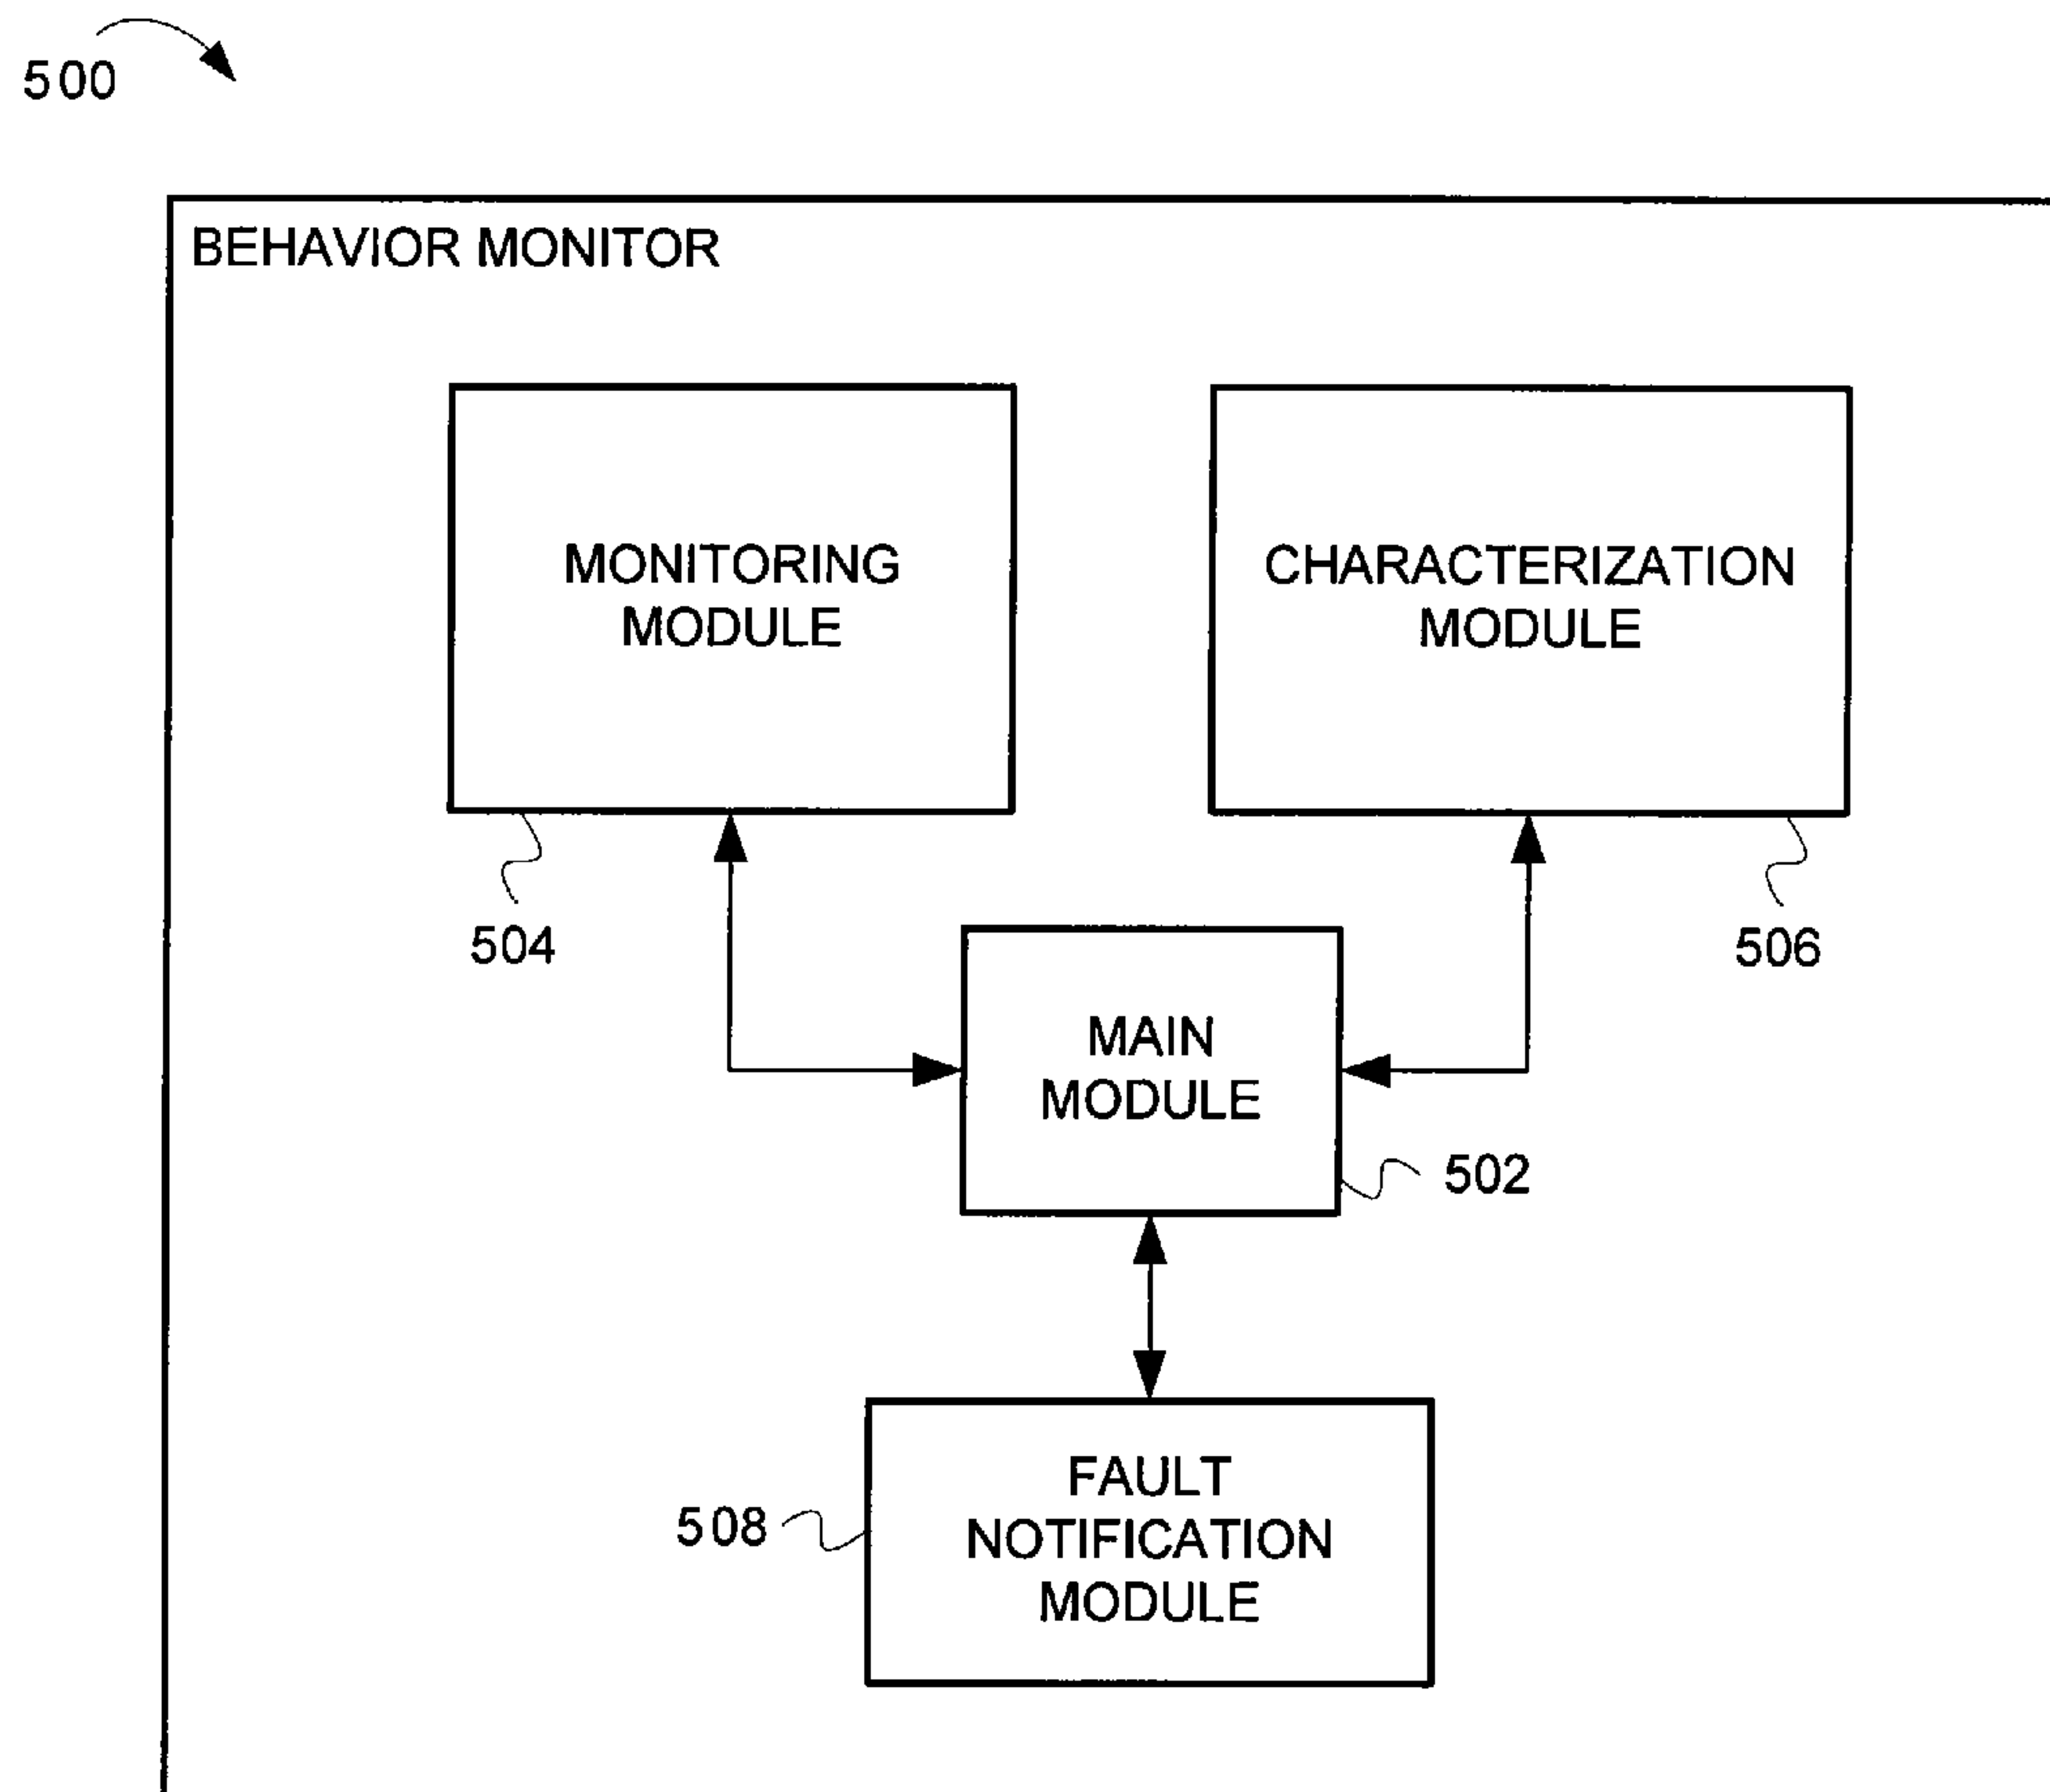 500
BEHAVIOR MONITOR
MONITORING
MODULE
CHARACTERIZATION
MODULE
504
506
MAIN
MODULE
502
FAULT
NOTIFICATION
MODULE
508